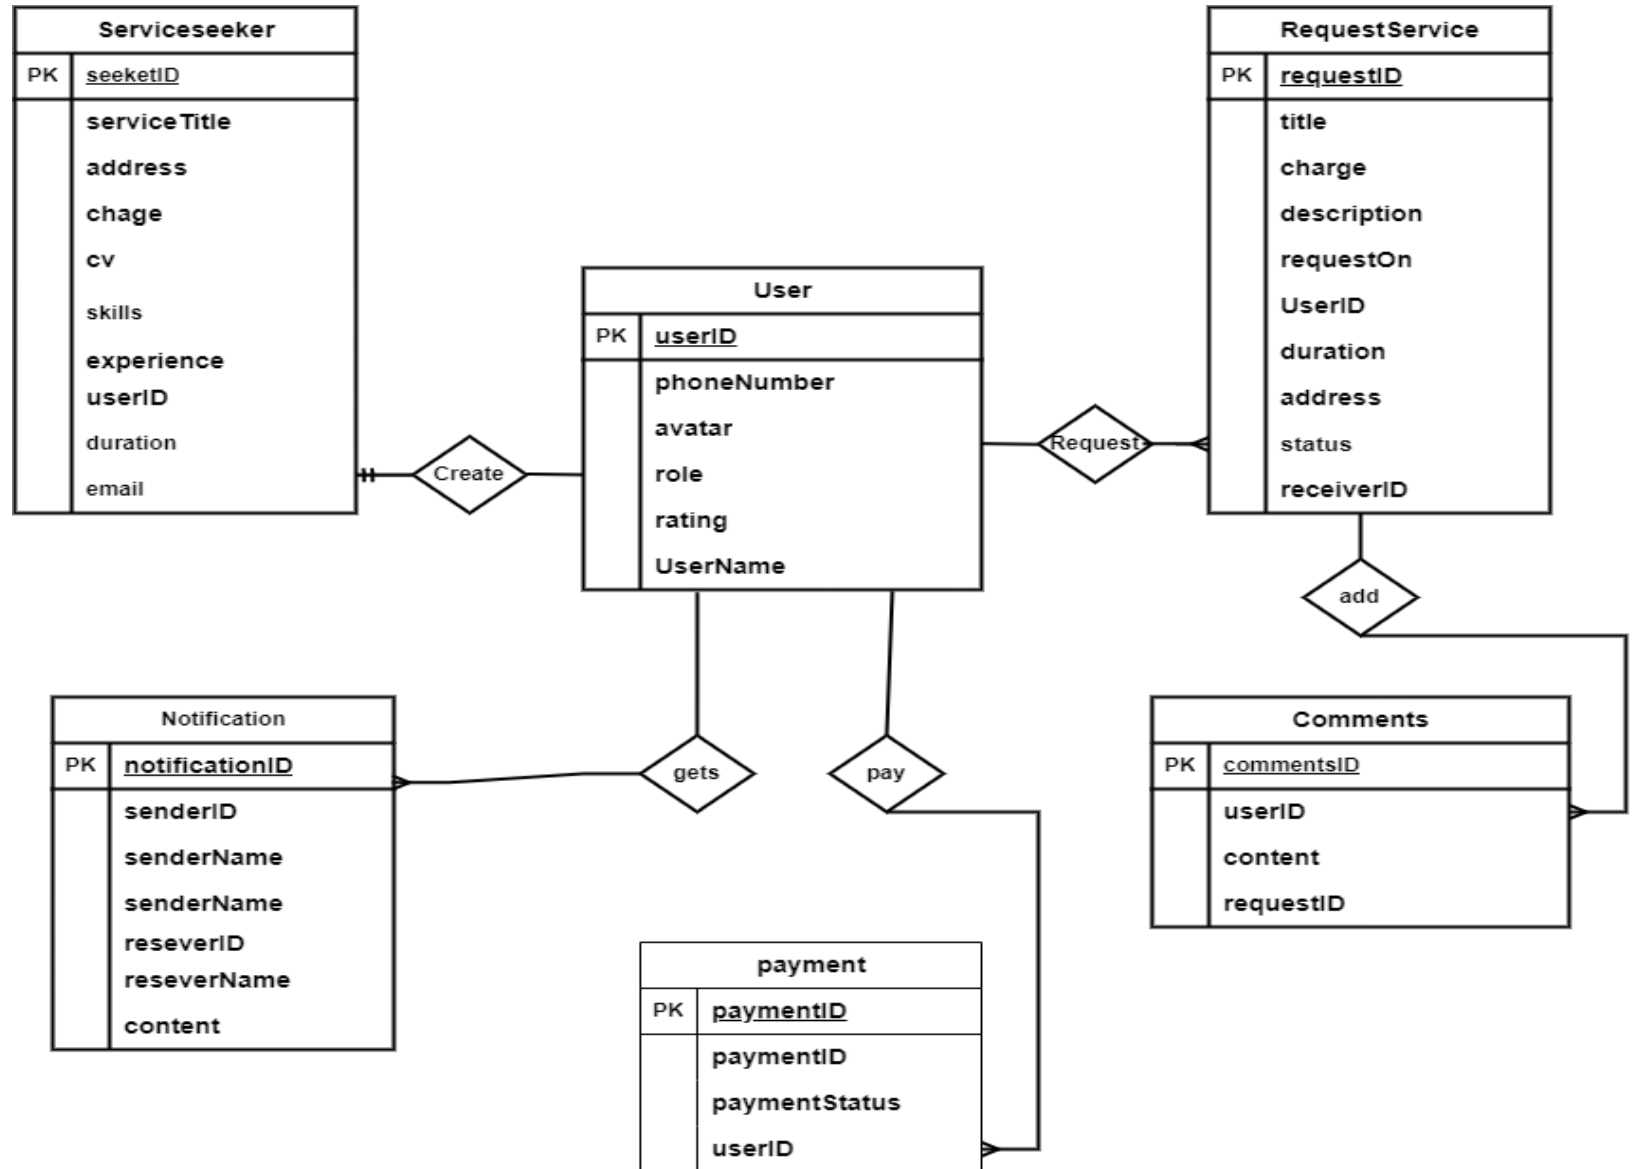 Serviceseeker
PK seeketID
serviceTitle
address
chage
cv
skills
experience
userID
duration
email
Create
User
PK userID
phoneNumber
avatar
role
rating
UserName
Request
RequestService
PK requestID
title
charge
description
requestOn
UserID
duration
address
status
receiverID
add
Notification
PK notificationID
senderID
senderName
senderName
reseverID
reseverName
content
gets
pay
payment
PK paymentID
paymentID
paymentStatus
userID
Comments
PK commentsID
userID
content
requestID